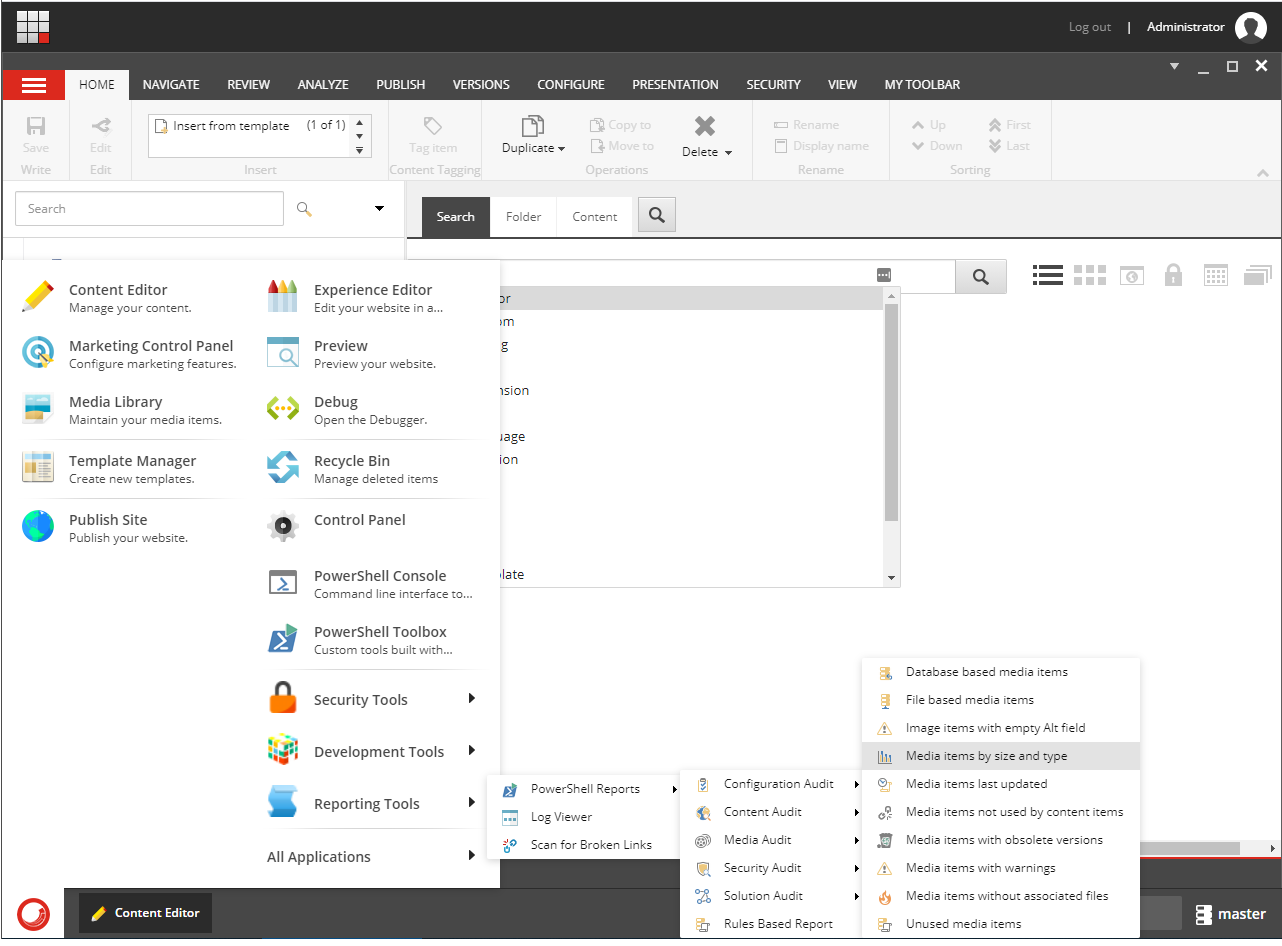 Log out | Administrator
HOME NAVIGATE REVIEW ANALYZE PUBLISH VERSIONS CONFIGURE PRESENTATION SECURITY VIEW MY TOOLBAR
Save
Write
Edit
Edit
Insert from template (1 of 1)
Insert
Tag item
Content Tagging
Duplicate
Copy to
Move to
Delete
Operations
Rename
Display name
Rename
Up
Down
First
Last
Sorting
Search
Search Folder Content
Content Editor
Manage your content.
Marketing Control Panel
Configure marketing features.
Media Library
Maintain your media items.
Template Manager
Create new templates.
Publish Site
Publish your website.
Experience Editor
Edit your website in a...
Preview
Preview your website.
Debug
Open the Debugger.
Recycle Bin
Manage deleted items
Control Panel
PowerShell Console
Command line interface to...
PowerShell Toolbox
Custom tools built with...
Security Tools
Development Tools
Reporting Tools
All Applications
or
om
g
nsion
uage
ion
late
PowerShell Reports
Log Viewer
Scan for Broken Links
Configuration Audit
Content Audit
Media Audit
Security Audit
Solution Audit
Rules Based Report
Database based media items
File based media items
Image items with empty Alt field
Media items by size and type
Media items last updated
Media items not used by content items
Media items with obsolete versions
Media items with warnings
Media items without associated files
Unused media items
Content Editor
master